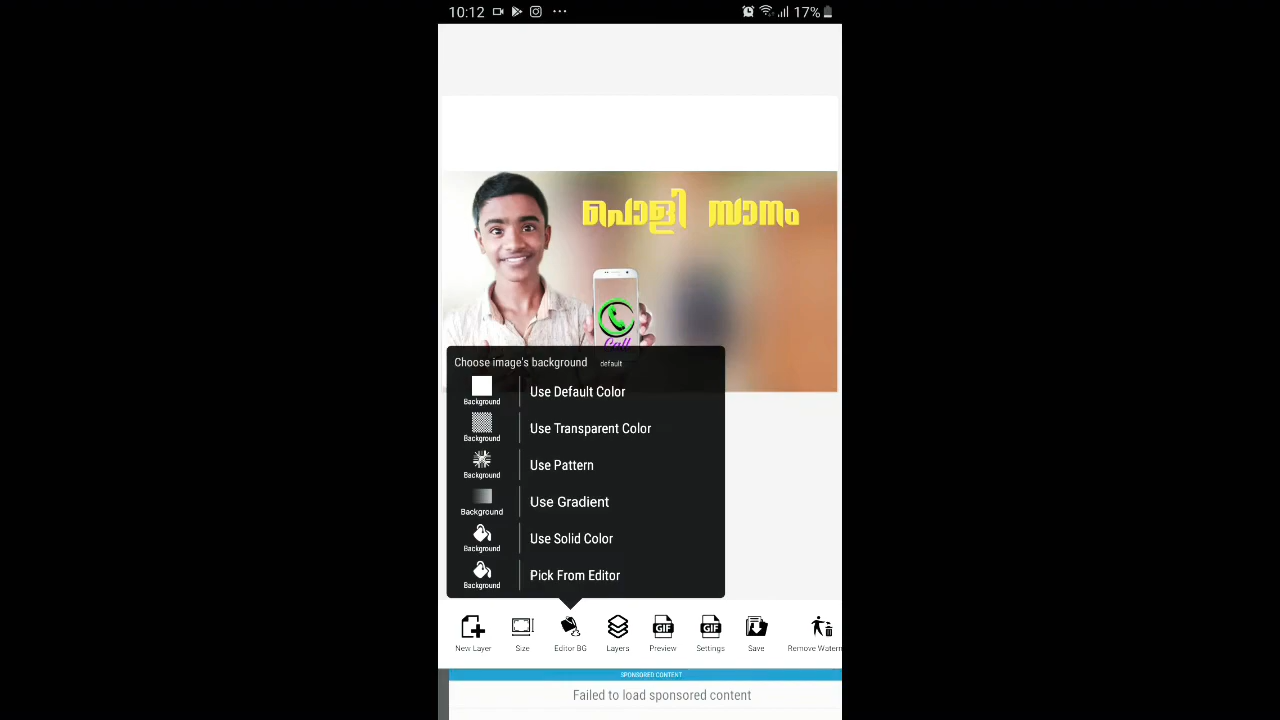 10:12
17%
പൊളി സാനം
Call
Choose image's background default
Background Use Default Color
Background Use Transparent Color
Background Use Pattern
Background Use Gradient
Background Use Solid Color
Background Pick From Editor
New Layer Size Editor BG Layers GIF Preview GIF Settings Save Remove Waterm
SPONSORED CONTENT
Failed to load sponsored content